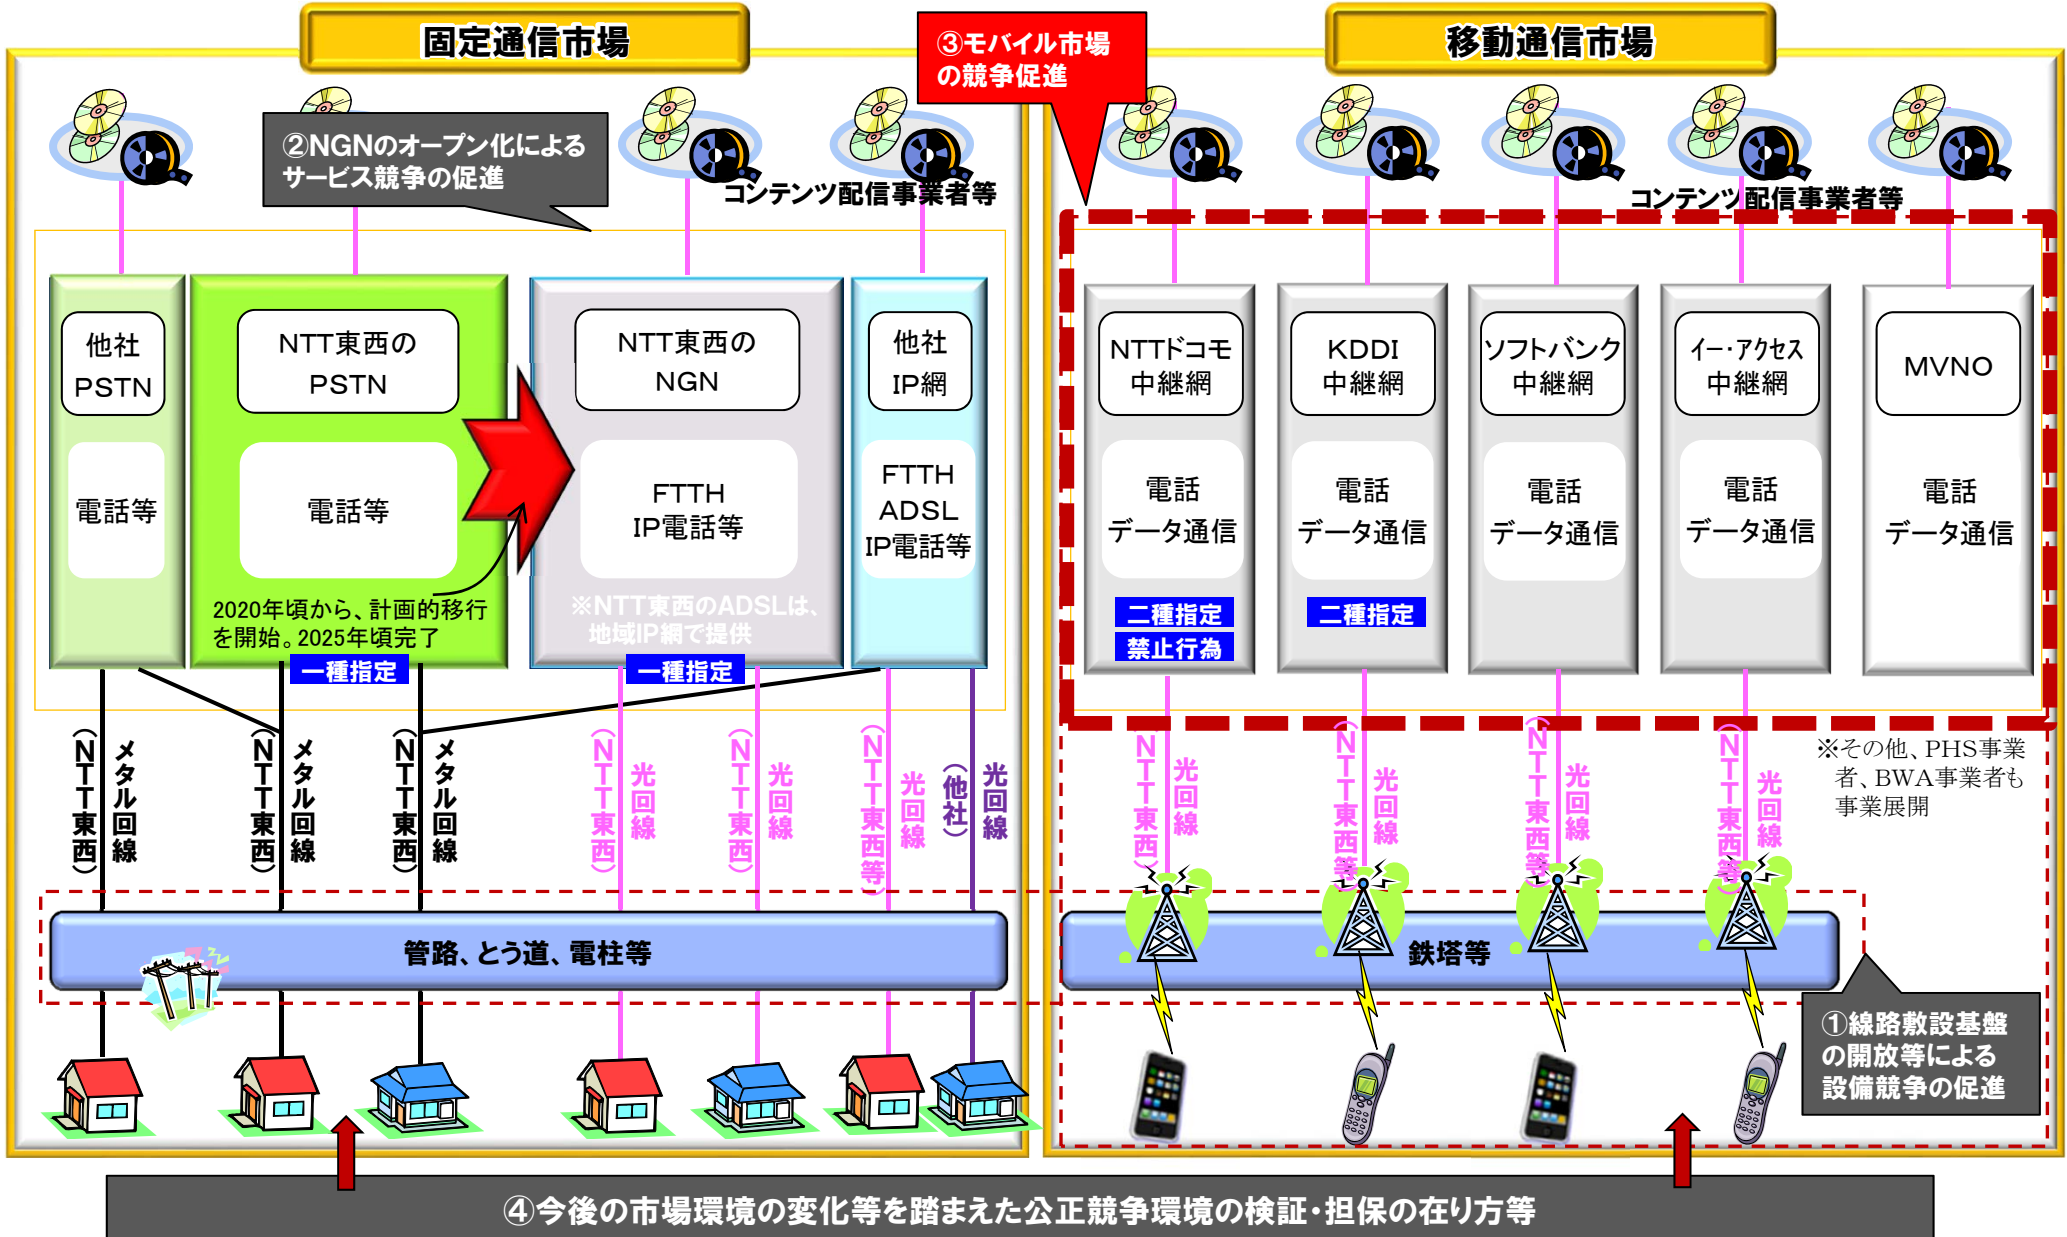 固定通信市場
③モバイル市場
の競争促進
移動通信市場
②NGNのオープン化による
サービス競争の促進
コンテンツ配信事業者等
コンテンツ配信事業者等
他社
PSTN
電話等
NTT東西の
PSTN
電話等
2020年頃から、計画的移行
を開始。2025年頃完了
一種指定
NTT東西の
NGN
FTTH
IP電話等
※NTT東西のADSLは、
地域IP網で提供
一種指定
他社
IP網
FTTH
ADSL
IP電話等
NTTドコモ
中継網
電話
データ通信
二種指定
禁止行為
KDDI
中継網
電話
データ通信
二種指定
ソフトバンク
中継網
電話
データ通信
イー・アクセス
中継網
電話
データ通信
MVNO
電話
データ通信
メタル回線
(NTT東西)
メタル回線
(NTT東西)
メタル回線
(NTT東西)
光回線
(NTT東西)
光回線
(NTT東西)
光回線
(NTT東西等)
光回線
(他社)
光回線
(NTT東西)
光回線
(NTT東西等)
光回線
(NTT東西等)
光回線
(NTT東西等)
※その他、PHS事業
者、BWA事業者も
事業展開
管路、とう道、電柱等
鉄塔等
①線路敷設基盤
の開放等による
設備競争の促進
④今後の市場環境の変化等を踏まえた公正競争環境の検証・担保の在り方等